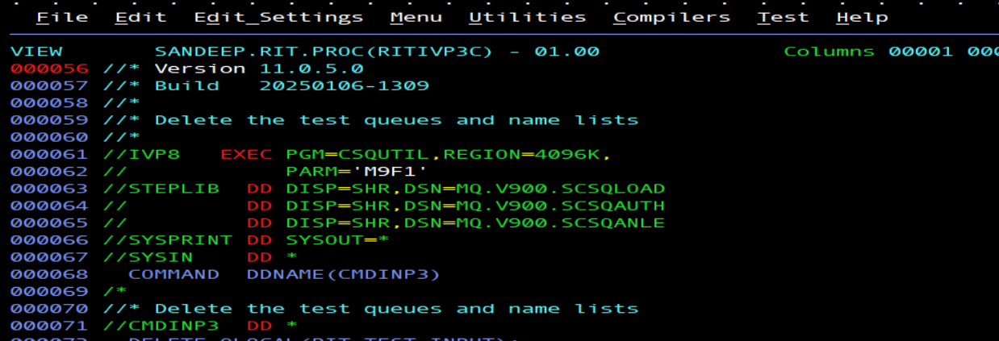 File Edit Edit_Settings Menu Utilities Compilers Test Help
VIEW SANDEEP.RIT.PROC(RITIVP3C) - 01.00 Columns 00001 000
000056 //* Version 11.0.5.0
000057 //* Build 20250106-1309
000058 //*
000059 //* Delete the test queues and name lists
000060 //*
000061 //IVP8 EXEC PGM=CSQUTIL,REGION=4096K,
000062 // PARM='M9F1'
000063 //STEPLIB DD DISP=SHR,DSN=MQ.V900.SCSQLOAD
000064 // DD DISP=SHR,DSN=MQ.V900.SCSQAUTH
000065 // DD DISP=SHR,DSN=MQ.V900.SCSQANLE
000066 //SYSPRINT DD SYSOUT=*
000067 //SYSIN DD *
000068 COMMAND DDNAME(CMDINP3)
000069 /*
000070 //* Delete the test queues and name lists
000071 //CMDINP3 DD *
DELETE QLOCAL(RIT.TEST.INPUT);